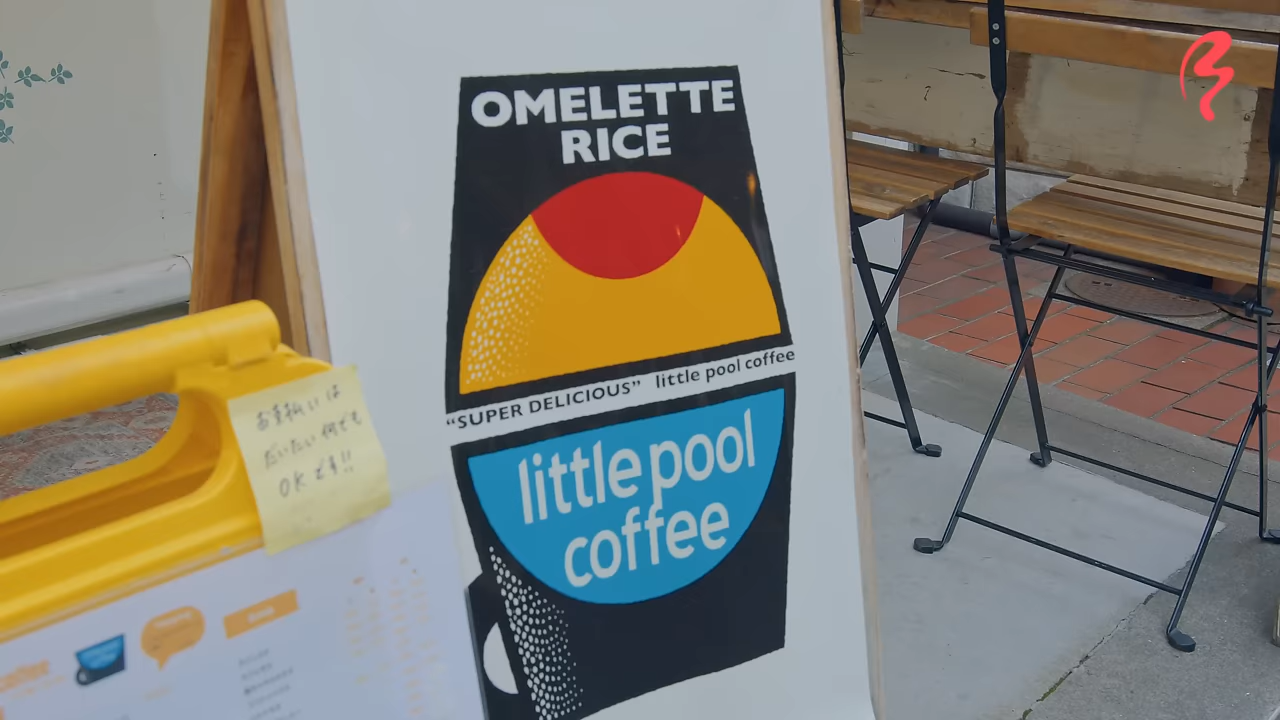 OMELETTE
RICE
“SUPER DELICIOUS” little pool coffee
little pool
coffee
お支払いは
だいたい何でも
OKです!!